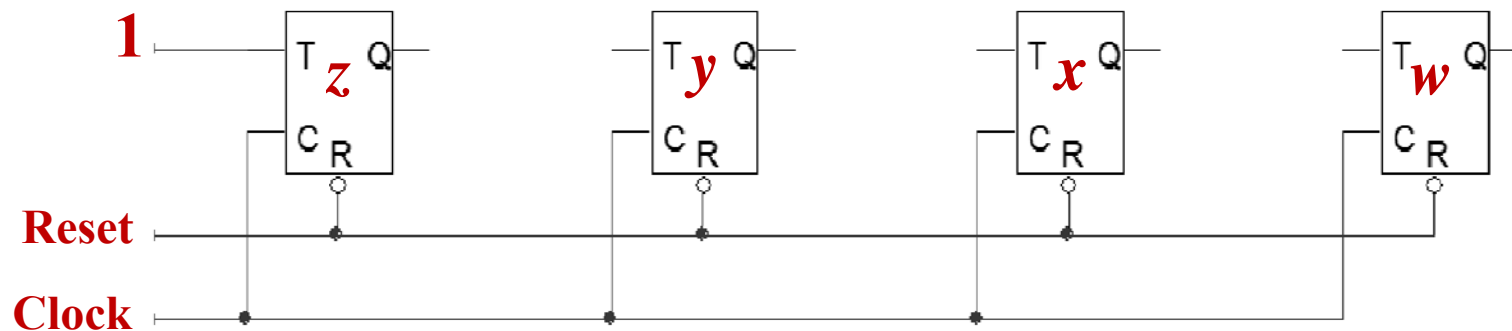 1 T z Q T y Q T x Q T w Q
C R C R C R C R
Reset
Clock